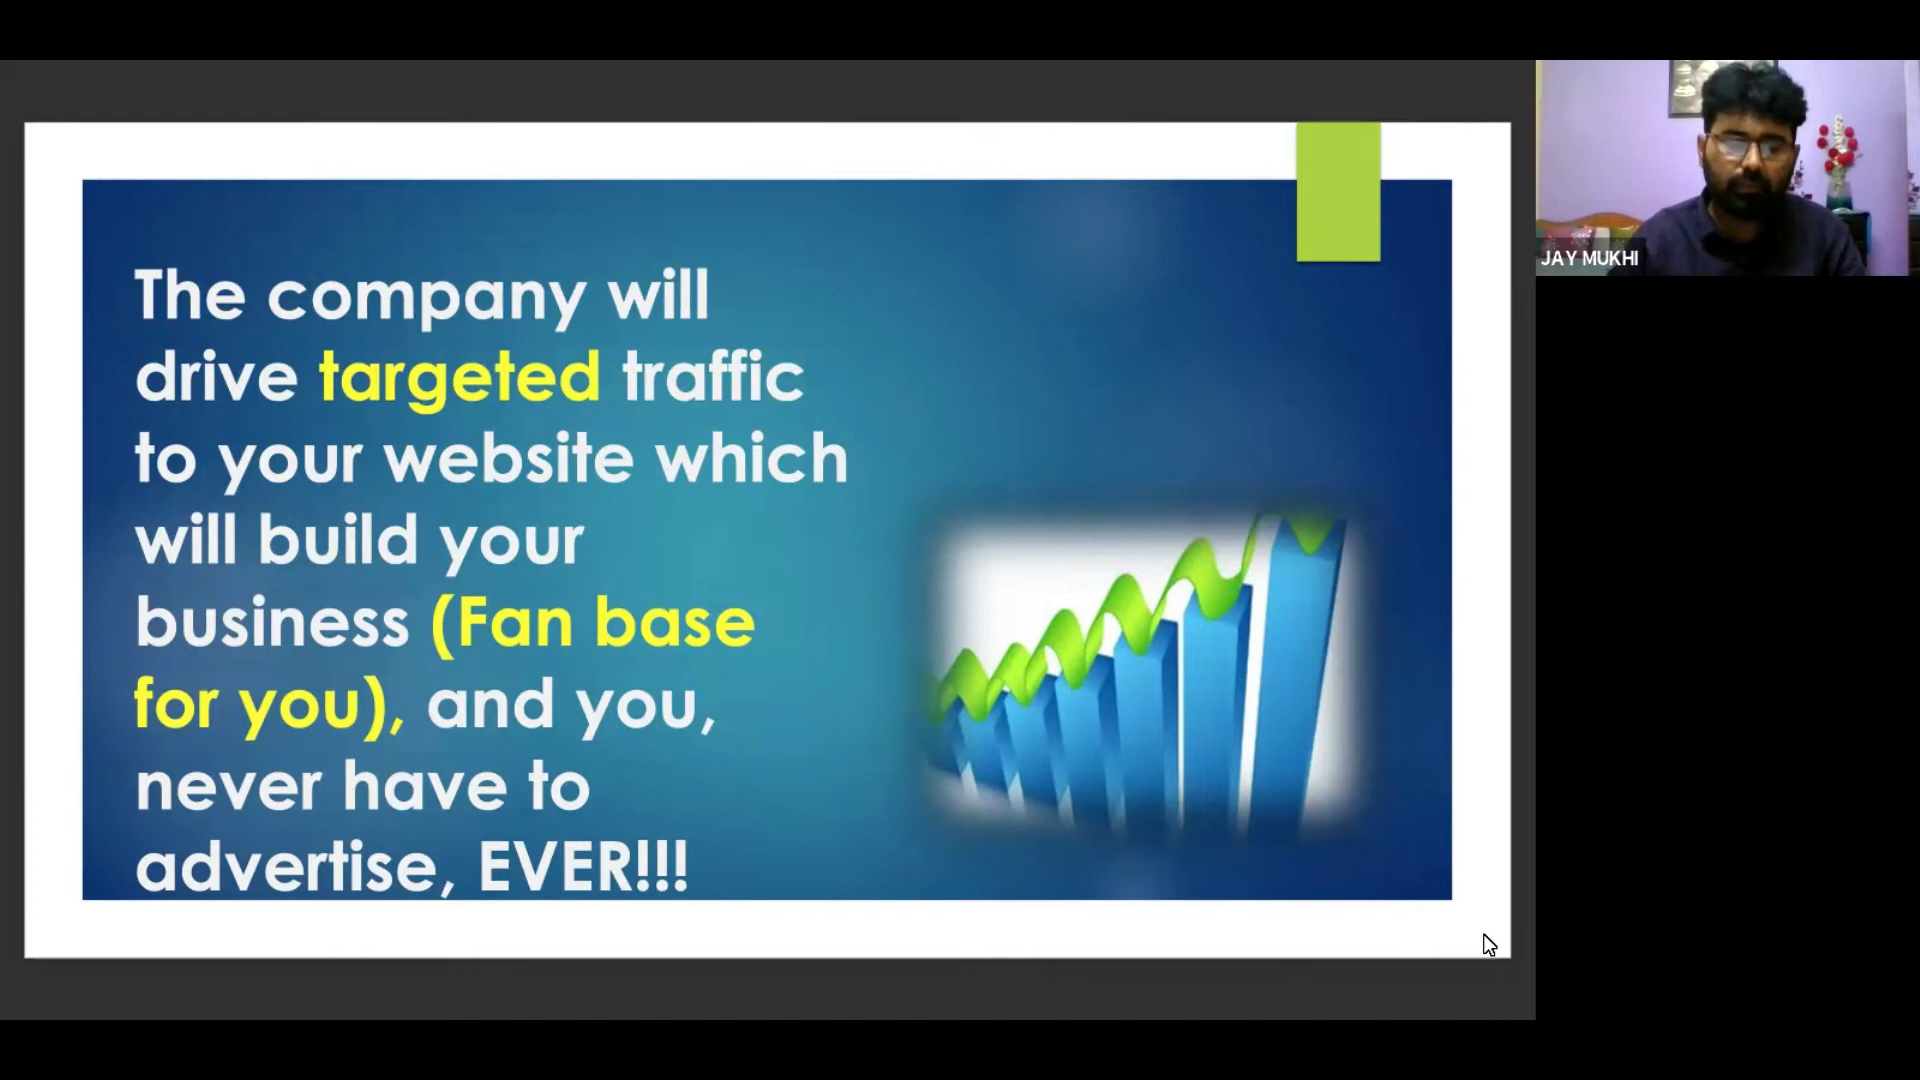 The company will
drive targeted traffic
to your website which
will build your
business (Fan base
for you), and you,
never have to
advertise, EVER!!!
JAY MUKHI